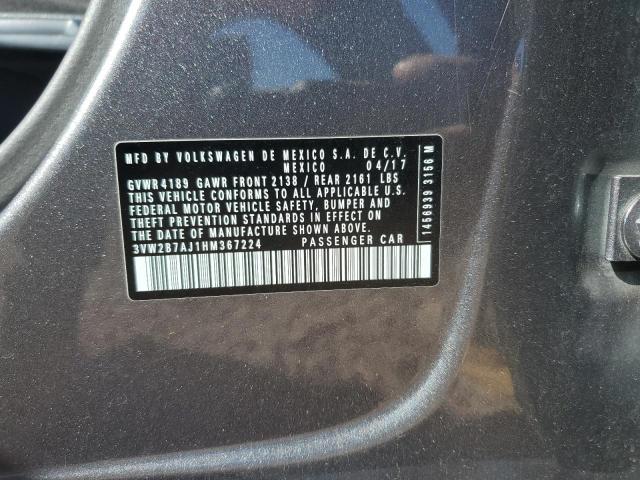 MFD BY VOLKSWAGEN DE MEXICO S.A. DE C.V.
MEXICO 04/17
GVWR 4189 GAWR FRONT 2138 / REAR 2161 LBS
THIS VEHICLE CONFORMS TO ALL APPLICABLE U.S.
FEDERAL MOTOR VEHICLE SAFETY, BUMPER AND
THEFT PREVENTION STANDARDS IN EFFECT ON
THE DATE OF MANUFACTURE SHOWN ABOVE
3VW2B7AJ1HM367224 PASSENGER CAR
1456939 3156 M